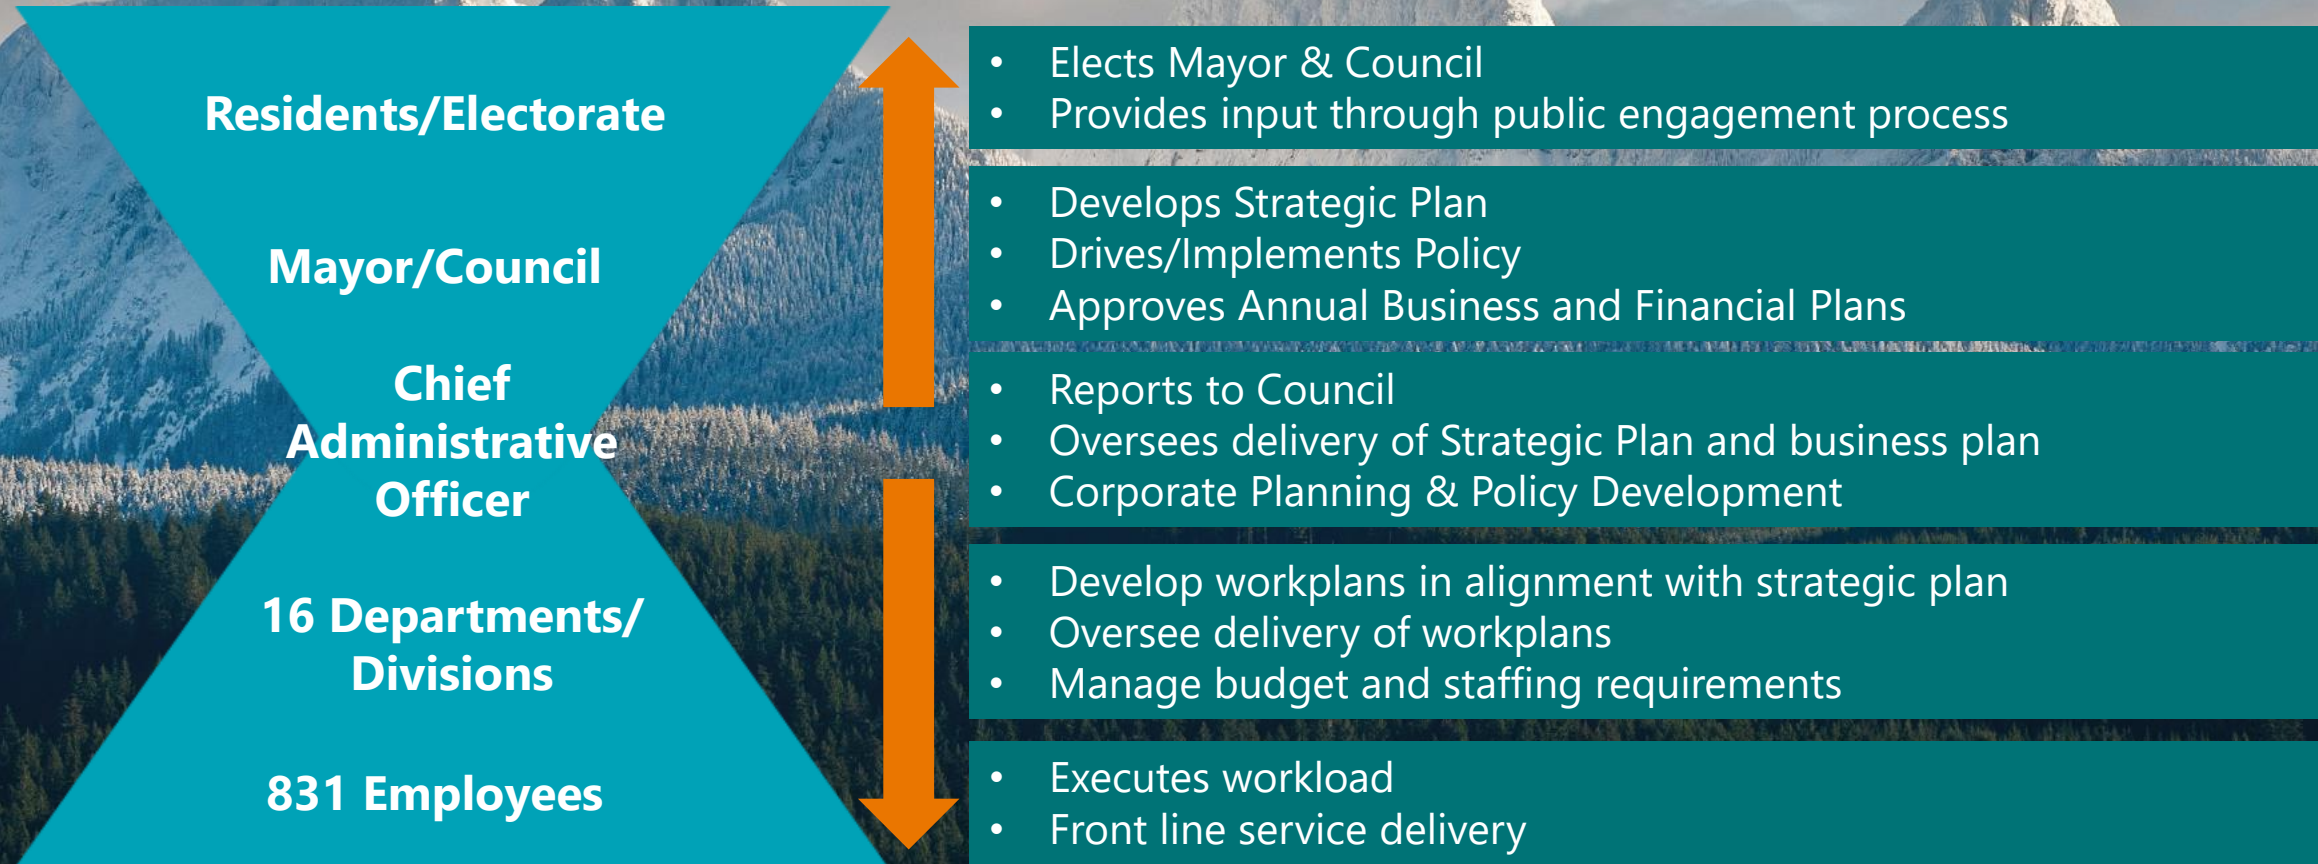 Residents/Electorate
• Elects Mayor & Council
• Provides input through public engagement process
Mayor/Council
• Develops Strategic Plan
• Drives/Implements Policy
• Approves Annual Business and Financial Plans
Chief
Administrative
Officer
• Reports to Council
• Oversees delivery of Strategic Plan and business plan
• Corporate Planning & Policy Development
16 Departments/
Divisions
• Develop workplans in alignment with strategic plan
• Oversee delivery of workplans
• Manage budget and staffing requirements
831 Employees
• Executes workload
• Front line service delivery